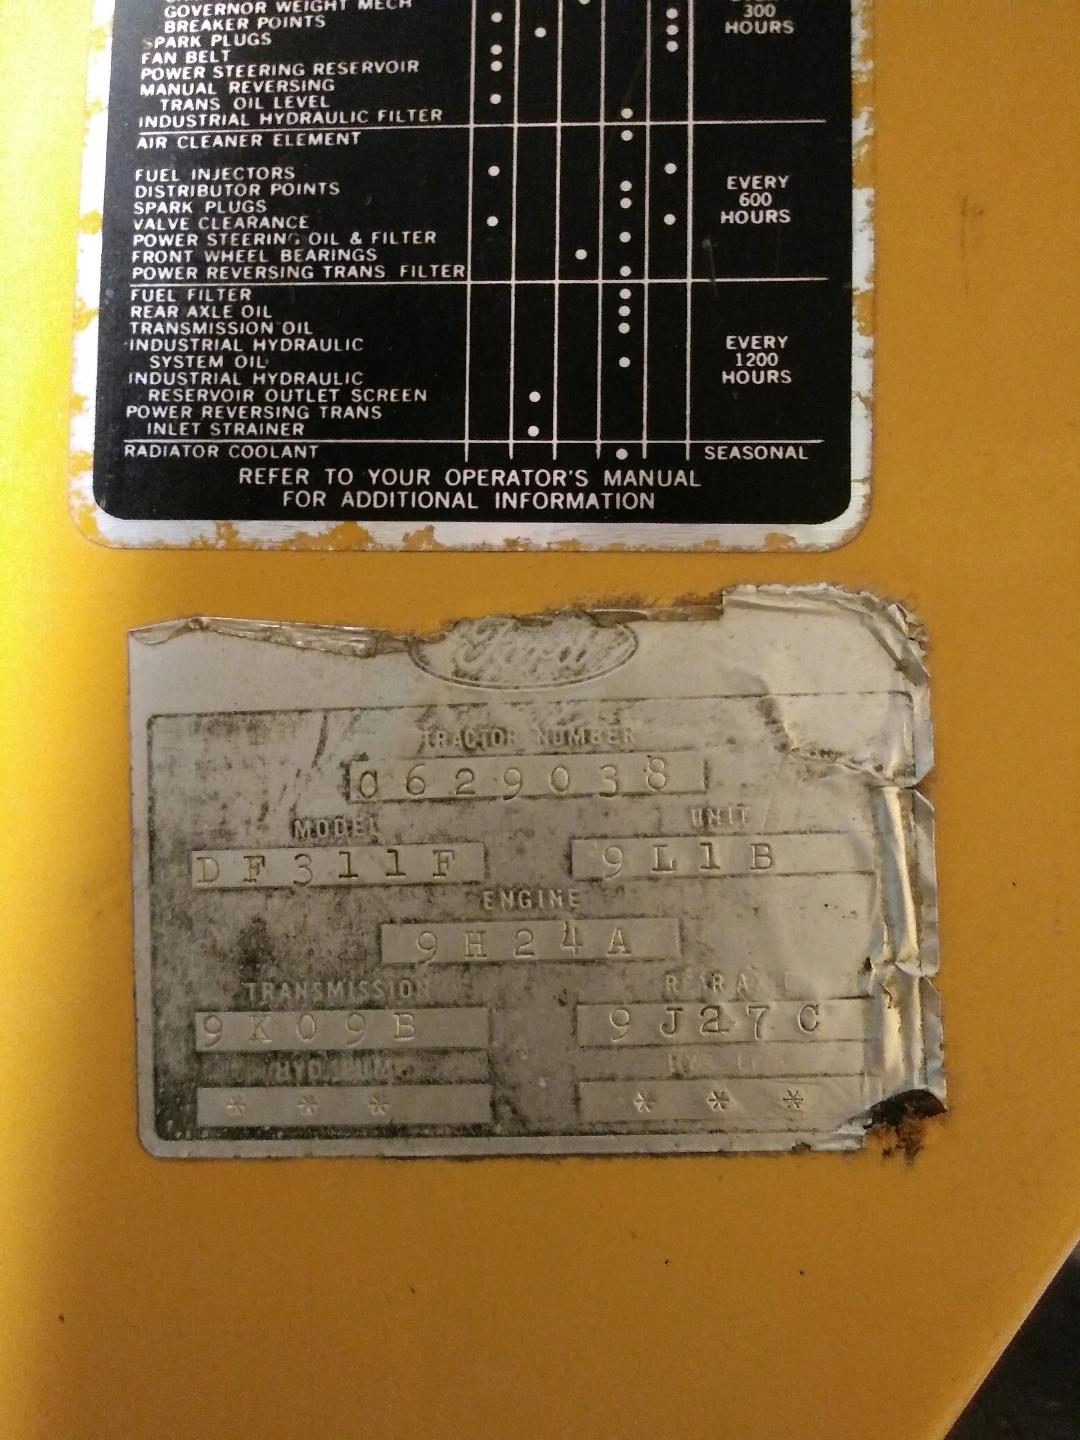 GOVERNOR WEIGHT MECH
BREAKER POINTS
300
HOURS
SPARK PLUGS
FAN BELT
POWER STEERING RESERVOIR
MANUAL REVERSING
TRANS OIL LEVEL
INDUSTRIAL HYDRAULIC FILTER
AIR CLEANER ELEMENT
FUEL INJECTORS
DISTRIBUTOR POINTS
SPARK PLUGS
VALVE CLEARANCE
POWER STEERING OIL & FILTER
FRONT WHEEL BEARINGS
POWER REVERSING TRANS. FILTER
EVERY
600
HOURS
FUEL FILTER
REAR AXLE OIL
TRANSMISSION OIL
INDUSTRIAL HYDRAULIC
SYSTEM OIL
INDUSTRIAL HYDRAULIC
RESERVOIR OUTLET SCREEN
POWER REVERSING TRANS
INLET STRAINER
EVERY
1200
HOURS
RADIATOR COOLANT SEASONAL
REFER TO YOUR OPERATOR'S MANUAL
FOR ADDITIONAL INFORMATION
Ford
TRACTOR NUMBER
C629038
MODEL UNIT
DF311F 9L1B
ENGINE
9H24A
TRANSMISSION REAR AXLE
9K09B 9J27C
HYD PUMP
* * * * * *